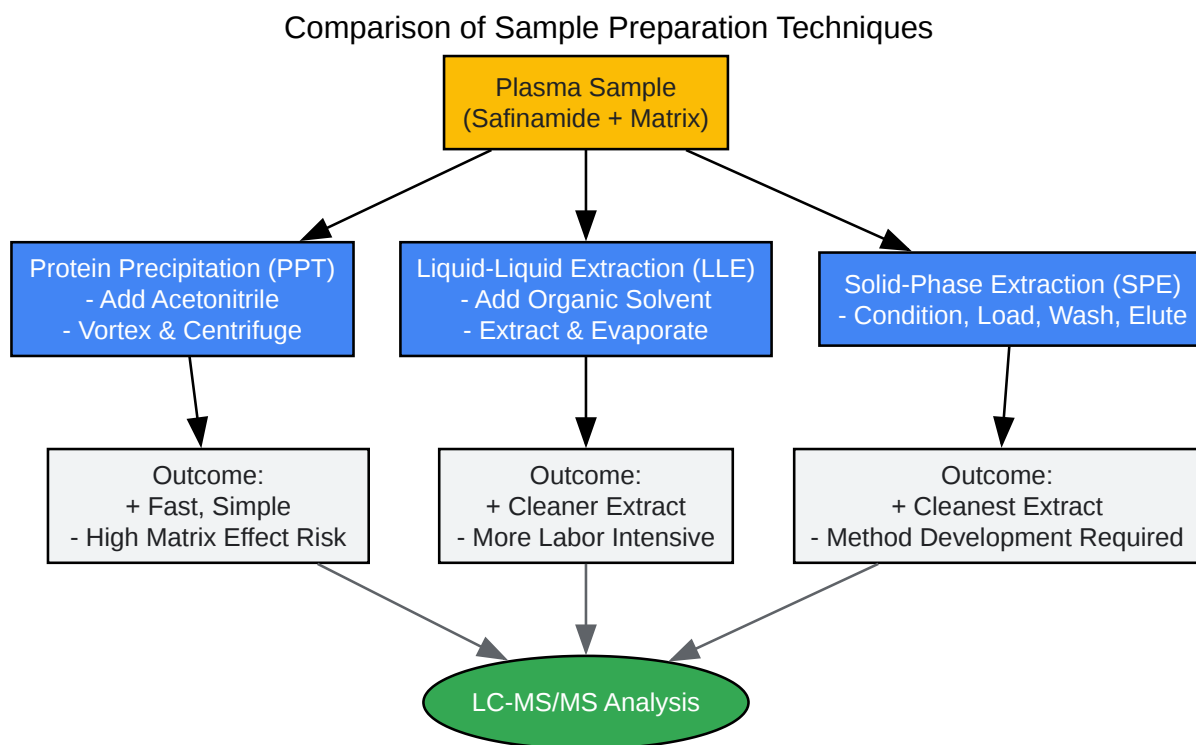 Comparison of Sample Preparation Techniques
Plasma Sample
(Safinamide + Matrix)
Protein Precipitation (PPT)
- Add Acetonitrile
- Vortex & Centrifuge
Liquid-Liquid Extraction (LLE)
- Add Organic Solvent
- Extract & Evaporate
Solid-Phase Extraction (SPE)
- Condition, Load, Wash, Elute
Outcome:
+ Fast, Simple
- High Matrix Effect Risk
Outcome:
+ Cleaner Extract
- More Labor Intensive
Outcome:
+ Cleanest Extract
- Method Development Required
LC-MS/MS Analysis